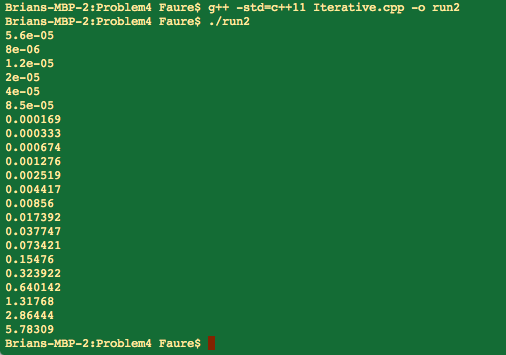 Brians-MBP-2:Problem4 Faure$ g++ -std=c++11 Iterative.cpp -o run2
Brians-MBP-2:Problem4 Faure$ ./run2
5.6e-05
8e-06
1.2e-05
2e-05
4e-05
8.5e-05
0.000169
0.000333
0.000674
0.001276
0.002519
0.004417
0.00856
0.017392
0.037747
0.073421
0.15476
0.323922
0.640142
1.31768
2.86444
5.78309
Brians-MBP-2:Problem4 Faure$